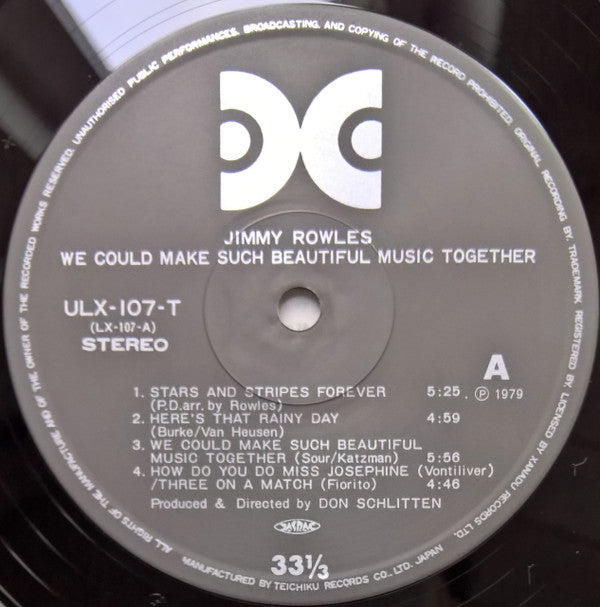 ALL RIGHTS OF THE MANUFACTURE AND OF THE OWNER OF THE RECORDED WORKS RESERVED. UNAUTHORISED PUBLIC PERFORMANCES, BROADCASTING, AND COPYING OF THE RECORD PROHIBITED. ORIGINAL RECORDING BY, TRADEMARK REGISTERED BY, LICENSED BY XANADU RECORDS LTD.
JIMMY ROWLES
WE COULD MAKE SUCH BEAUTIFUL MUSIC TOGETHER
ULX-107-T
(LX-107-A)
STEREO
A
1. STARS AND STRIPES FOREVER 5:25 . Ⓟ 1979
(P.D.arr. by Rowles)
2. HERE'S THAT RAINY DAY 4:59
(Burke/Van Heusen)
3. WE COULD MAKE SUCH BEAUTIFUL
MUSIC TOGETHER (Sour/Katzman) 5:56
4. HOW DO YOU DO MISS JOSEPHINE (Vontiliver)
/THREE ON A MATCH (Fiorito) 4:46
Produced & Directed by DON SCHLITTEN
JASRAC
33⅓
MANUFACTURED BY TEICHIKU RECORDS CO., LTD. JAPAN